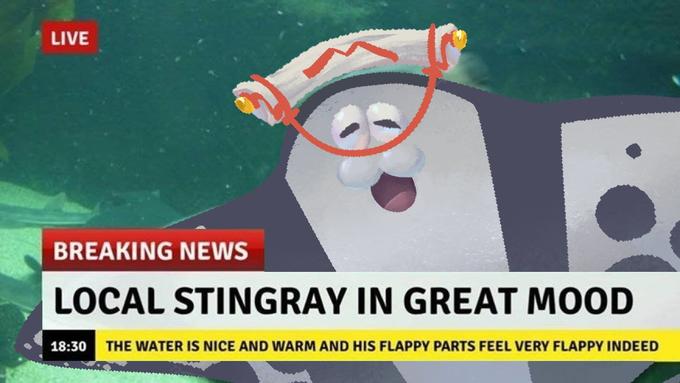 LIVE
BREAKING NEWS
LOCAL STINGRAY IN GREAT MOOD
18:30 THE WATER IS NICE AND WARM AND HIS FLAPPY PARTS FEEL VERY FLAPPY INDEED